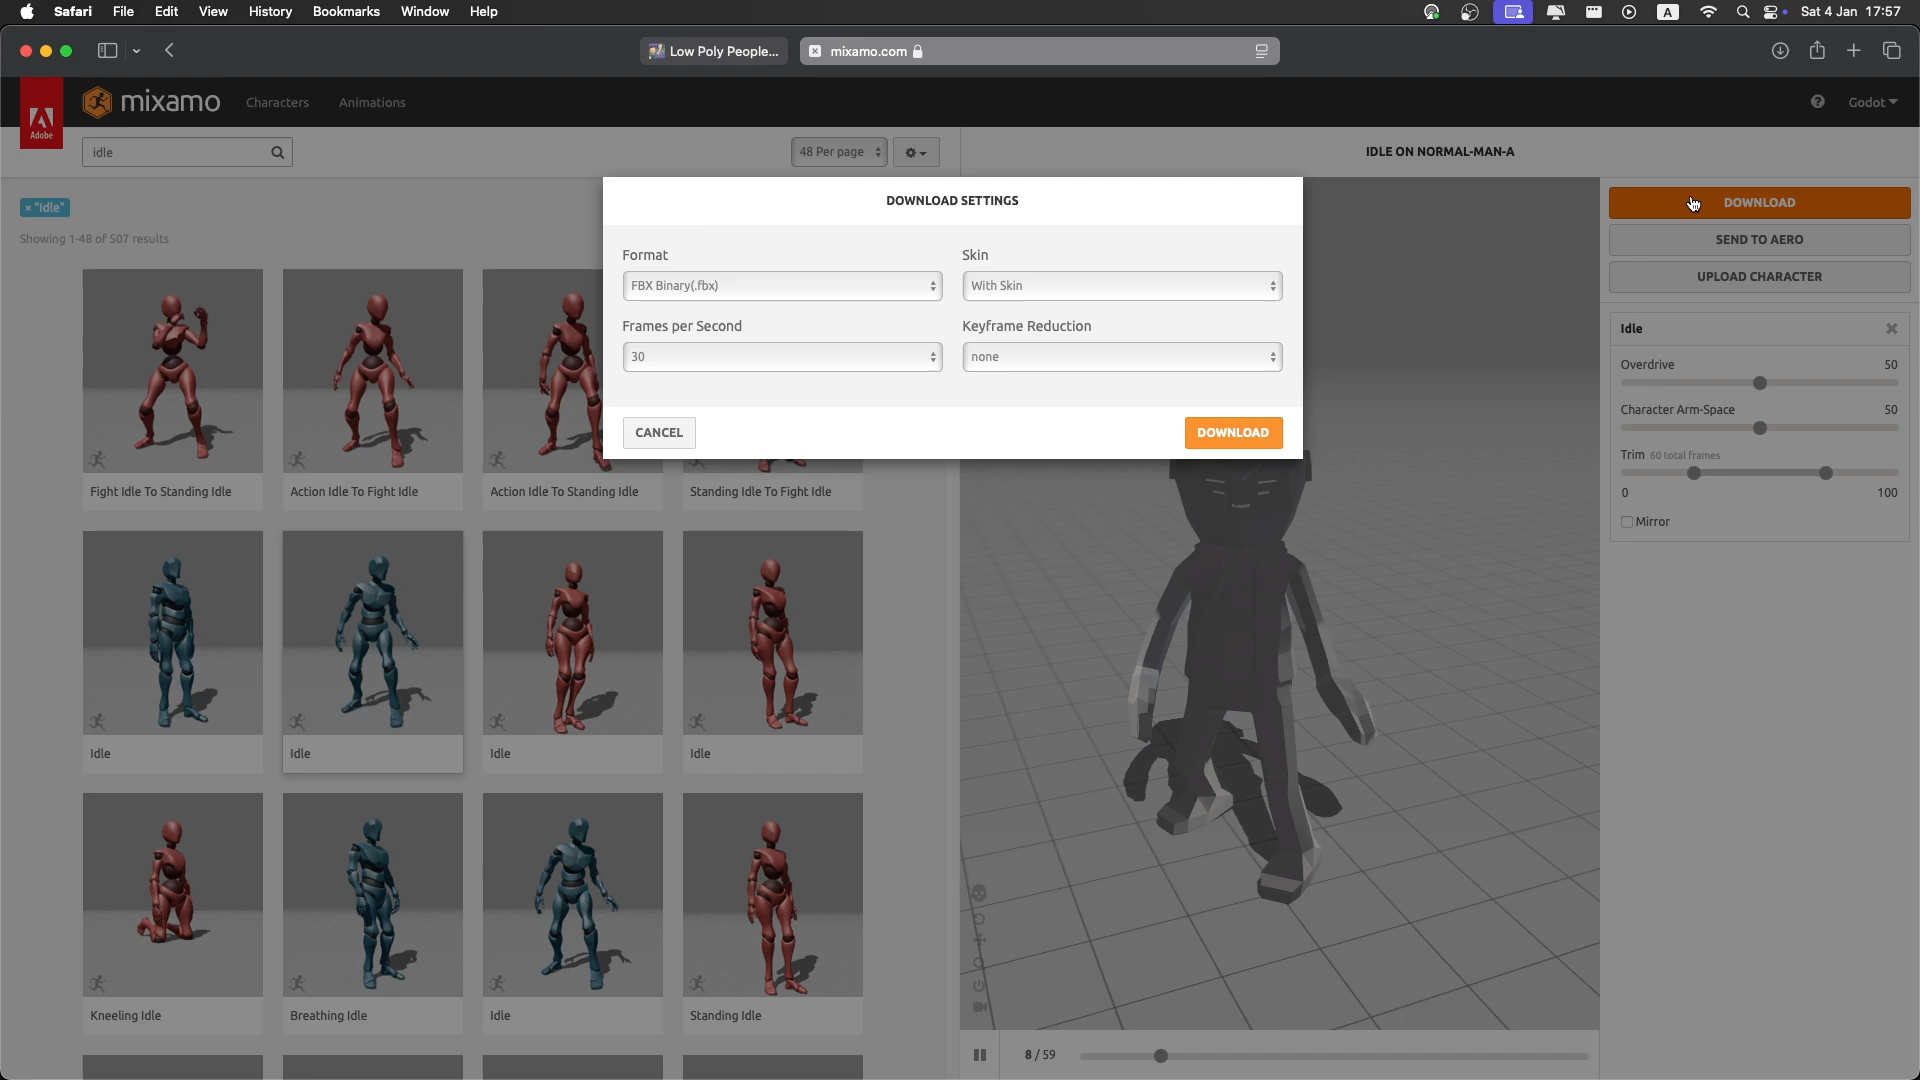 Safari File Edit View History Bookmarks Window Help A Sat 4 Jan 17:57
Low Poly People... mixamo.com
Adobe mixamo Characters Animations Godot
idle 48 Per page IDLE ON NORMAL-MAN-A
× "Idle"
Showing 1-48 of 507 results
DOWNLOAD SETTINGS
Format Skin
FBX Binary(.fbx) With Skin
Frames per Second Keyframe Reduction
30 none
CANCEL DOWNLOAD
DOWNLOAD
SEND TO AERO
UPLOAD CHARACTER
Idle
Overdrive 50
Character Arm-Space 50
Trim 60 total frames
0 100
Mirror
Fight Idle To Standing Idle Action Idle To Fight Idle Action Idle To Standing Idle Standing Idle To Fight Idle
Idle Idle Idle Idle
Kneeling Idle Breathing Idle Idle Standing Idle
8 / 59